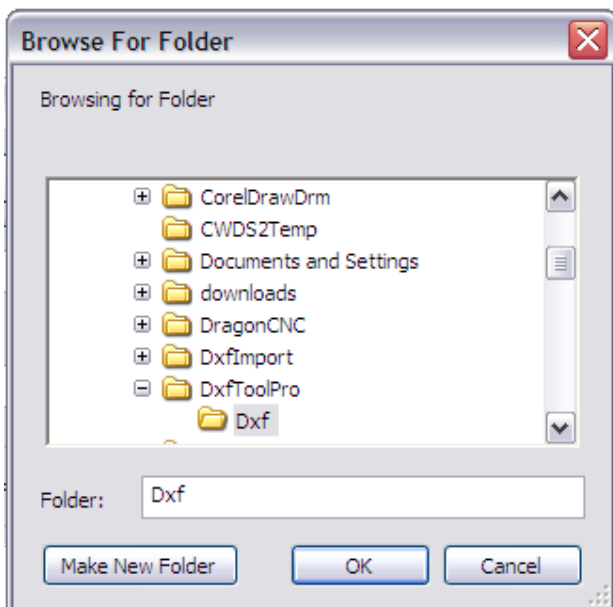 Browse For Folder
Browsing for Folder
CorelDrawDrm
CWDS2Temp
Documents and Settings
downloads
DragonCNC
DxfImport
DxfToolPro
Dxf
Folder: Dxf
Make New Folder OK Cancel